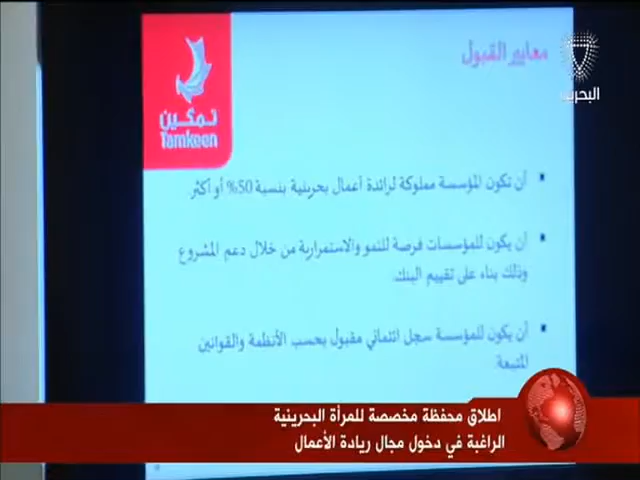 معايير القبول
البحرين
تمكين
Tamkeen
أن تكون المؤسسة مملوكة لرائدة أعمال بحرينية بنسبة 50% أو أكثر
أن يكون للمؤسسات فرصة للنمو والاستمرارية من خلال دعم المشروع
وذلك بناء على تقييم البنك.
أن يكون للمؤسسة سجل ائتماني مقبول بحسب الأنظمة والقوانين
المتبعة.
اطلاق محفظة مخصصة للمرأة البحرينية
الراغبة في دخول مجال ريادة الأعمال